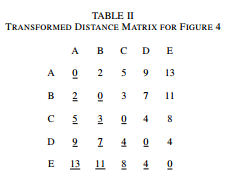 TABLE II
TRANSFORMED DISTANCE MATRIX FOR FIGURE 4
A B C D E
A 0 2 5 9 13
B 2 0 3 7 11
C 5 3 0 4 8
D 9 7 4 0 4
E 13 11 8 4 0